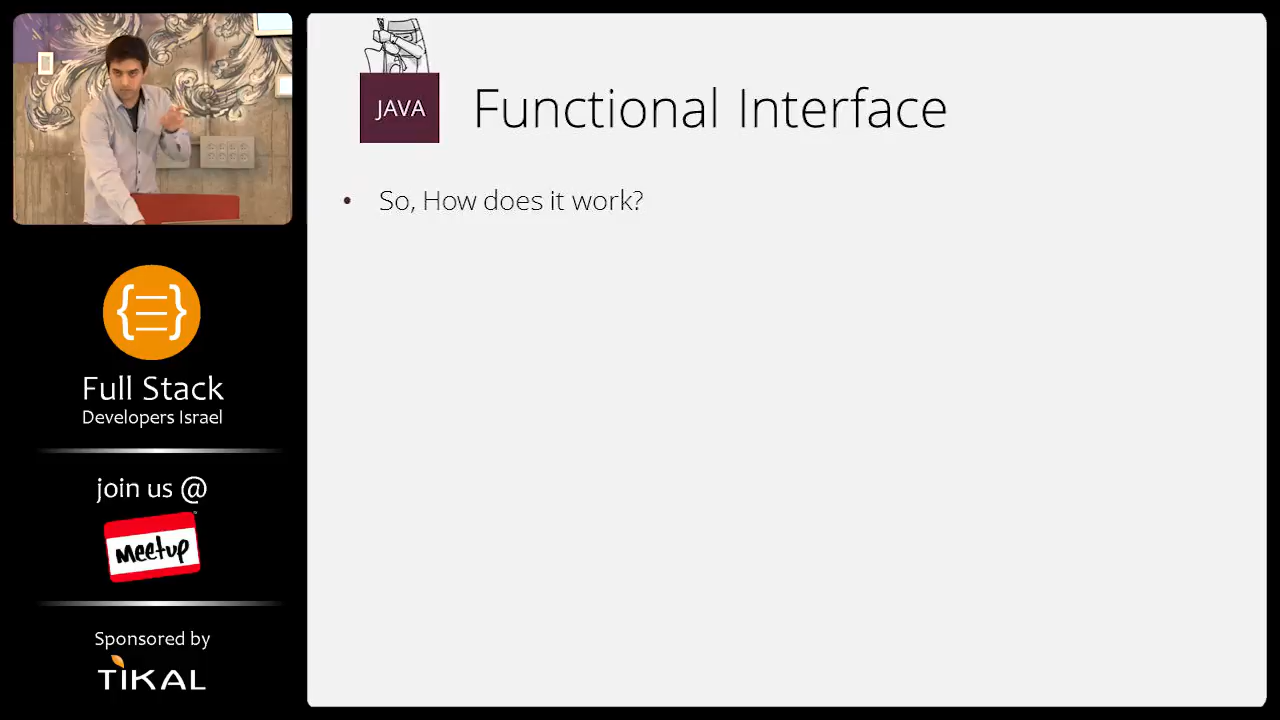 JAVA
Functional Interface
• So, How does it work?
{☰}
Full Stack
Developers Israel
join us @
meetup
Sponsored by
TIKAL